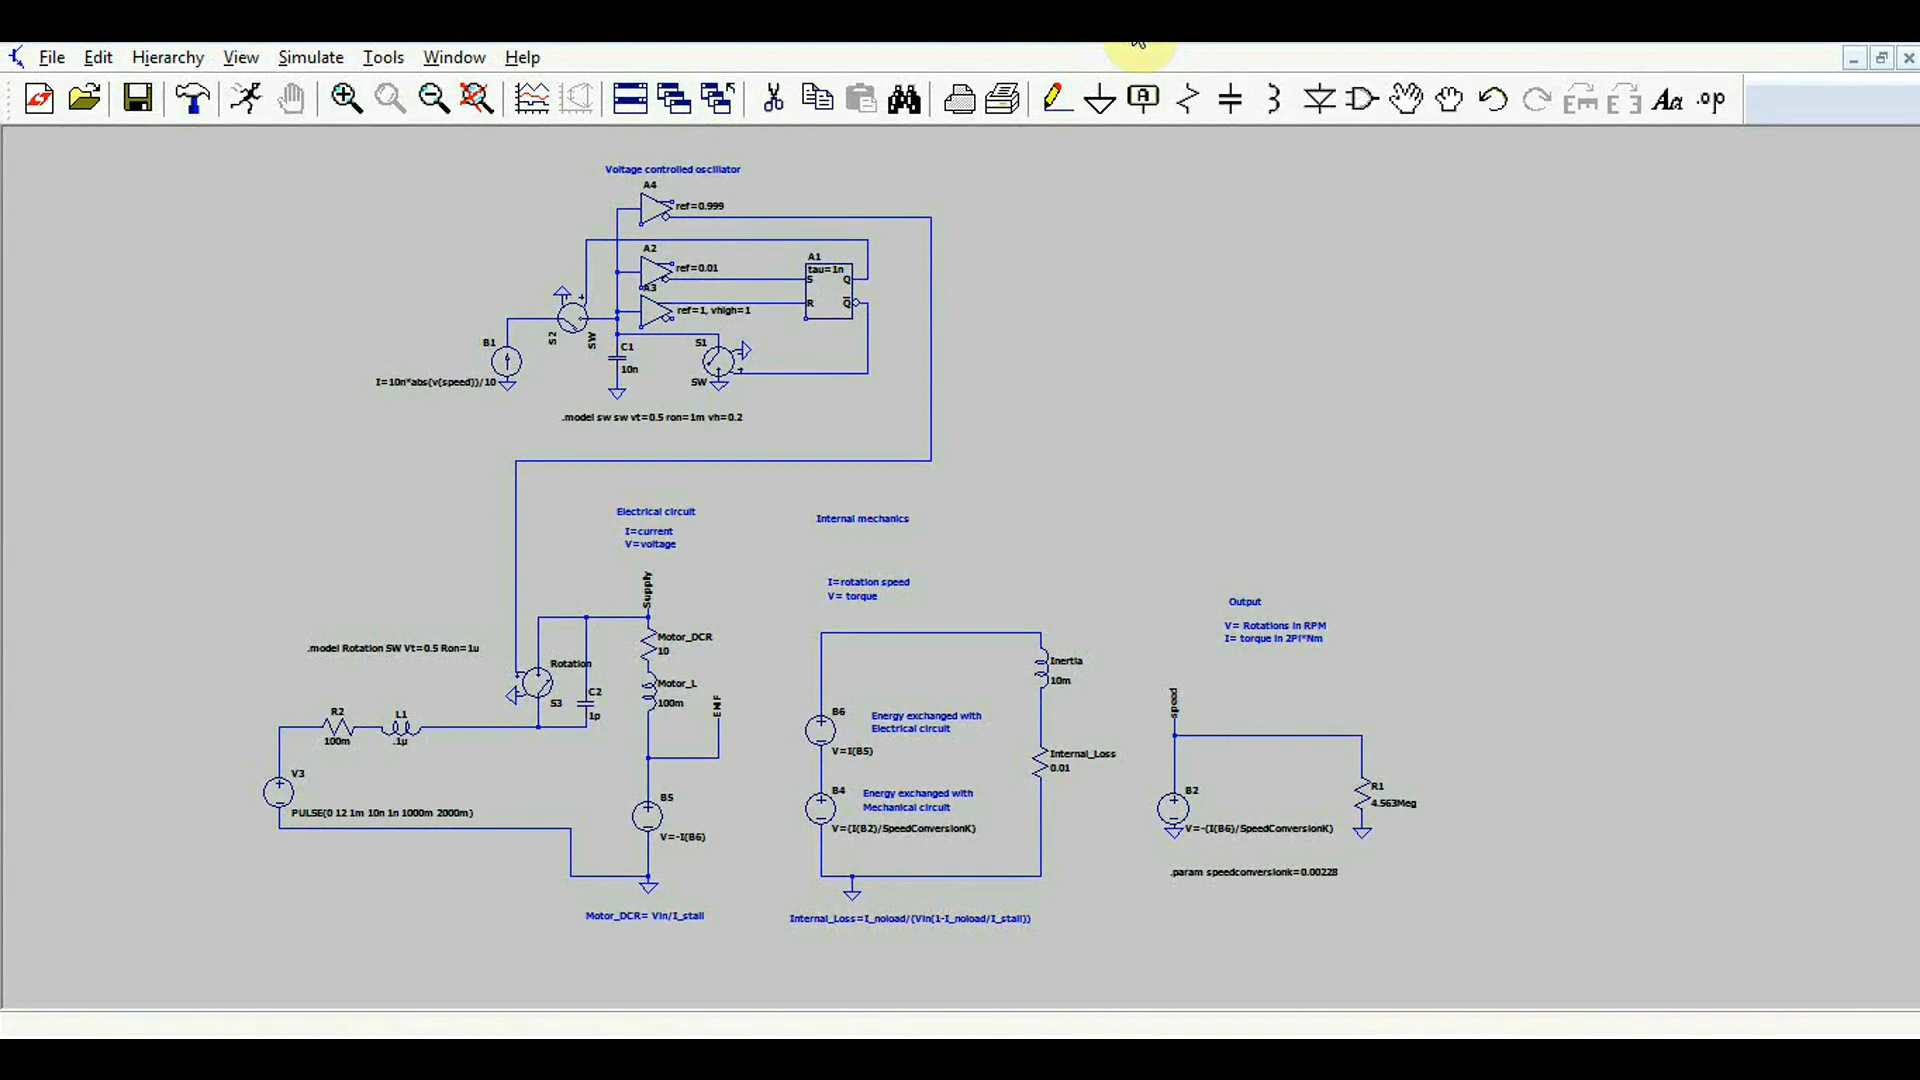 File Edit Hierarchy View Simulate Tools Window Help
.op
Voltage controlled oscillator
A4
ref=0.999
A2
ref=0.01
A3
ref=1, vhigh=1
A1
tau=1n
S Q
R Q
S2
SW
B1
I=10n*abs(v(speed))/10
C1
10n
S1
SW
.model sw sw vt=0.5 ron=1m vh=0.2
Electrical circuit
I=current
V=voltage
Internal mechanics
I=rotation speed
V= torque
Output
V= Rotations in RPM
I= torque in 2Pi*Nm
Supply
Motor_DCR
10
.model Rotation SW Vt=0.5 Ron=1u
Rotation
S3
C2
1p
Motor_L
100m
EMF
R2
100m
L1
.1µ
V3
PULSE(0 12 1m 10n 1n 1000m 2000m)
B5
V=-I(B6)
Motor_DCR= Vin/I_stall
Inertia
10m
B6
V=I(B5)
Energy exchanged with
Electrical circuit
Internal_Loss
0.01
B4
Energy exchanged with
Mechanical circuit
V=(I(B2)/SpeedConversionK)
Internal_Loss=I_noload/(Vin(1-I_noload/I_stall))
speed
B2
V=-(I(B6)/SpeedConversionK)
R1
4.563Meg
.param speedconversionk=0.00228